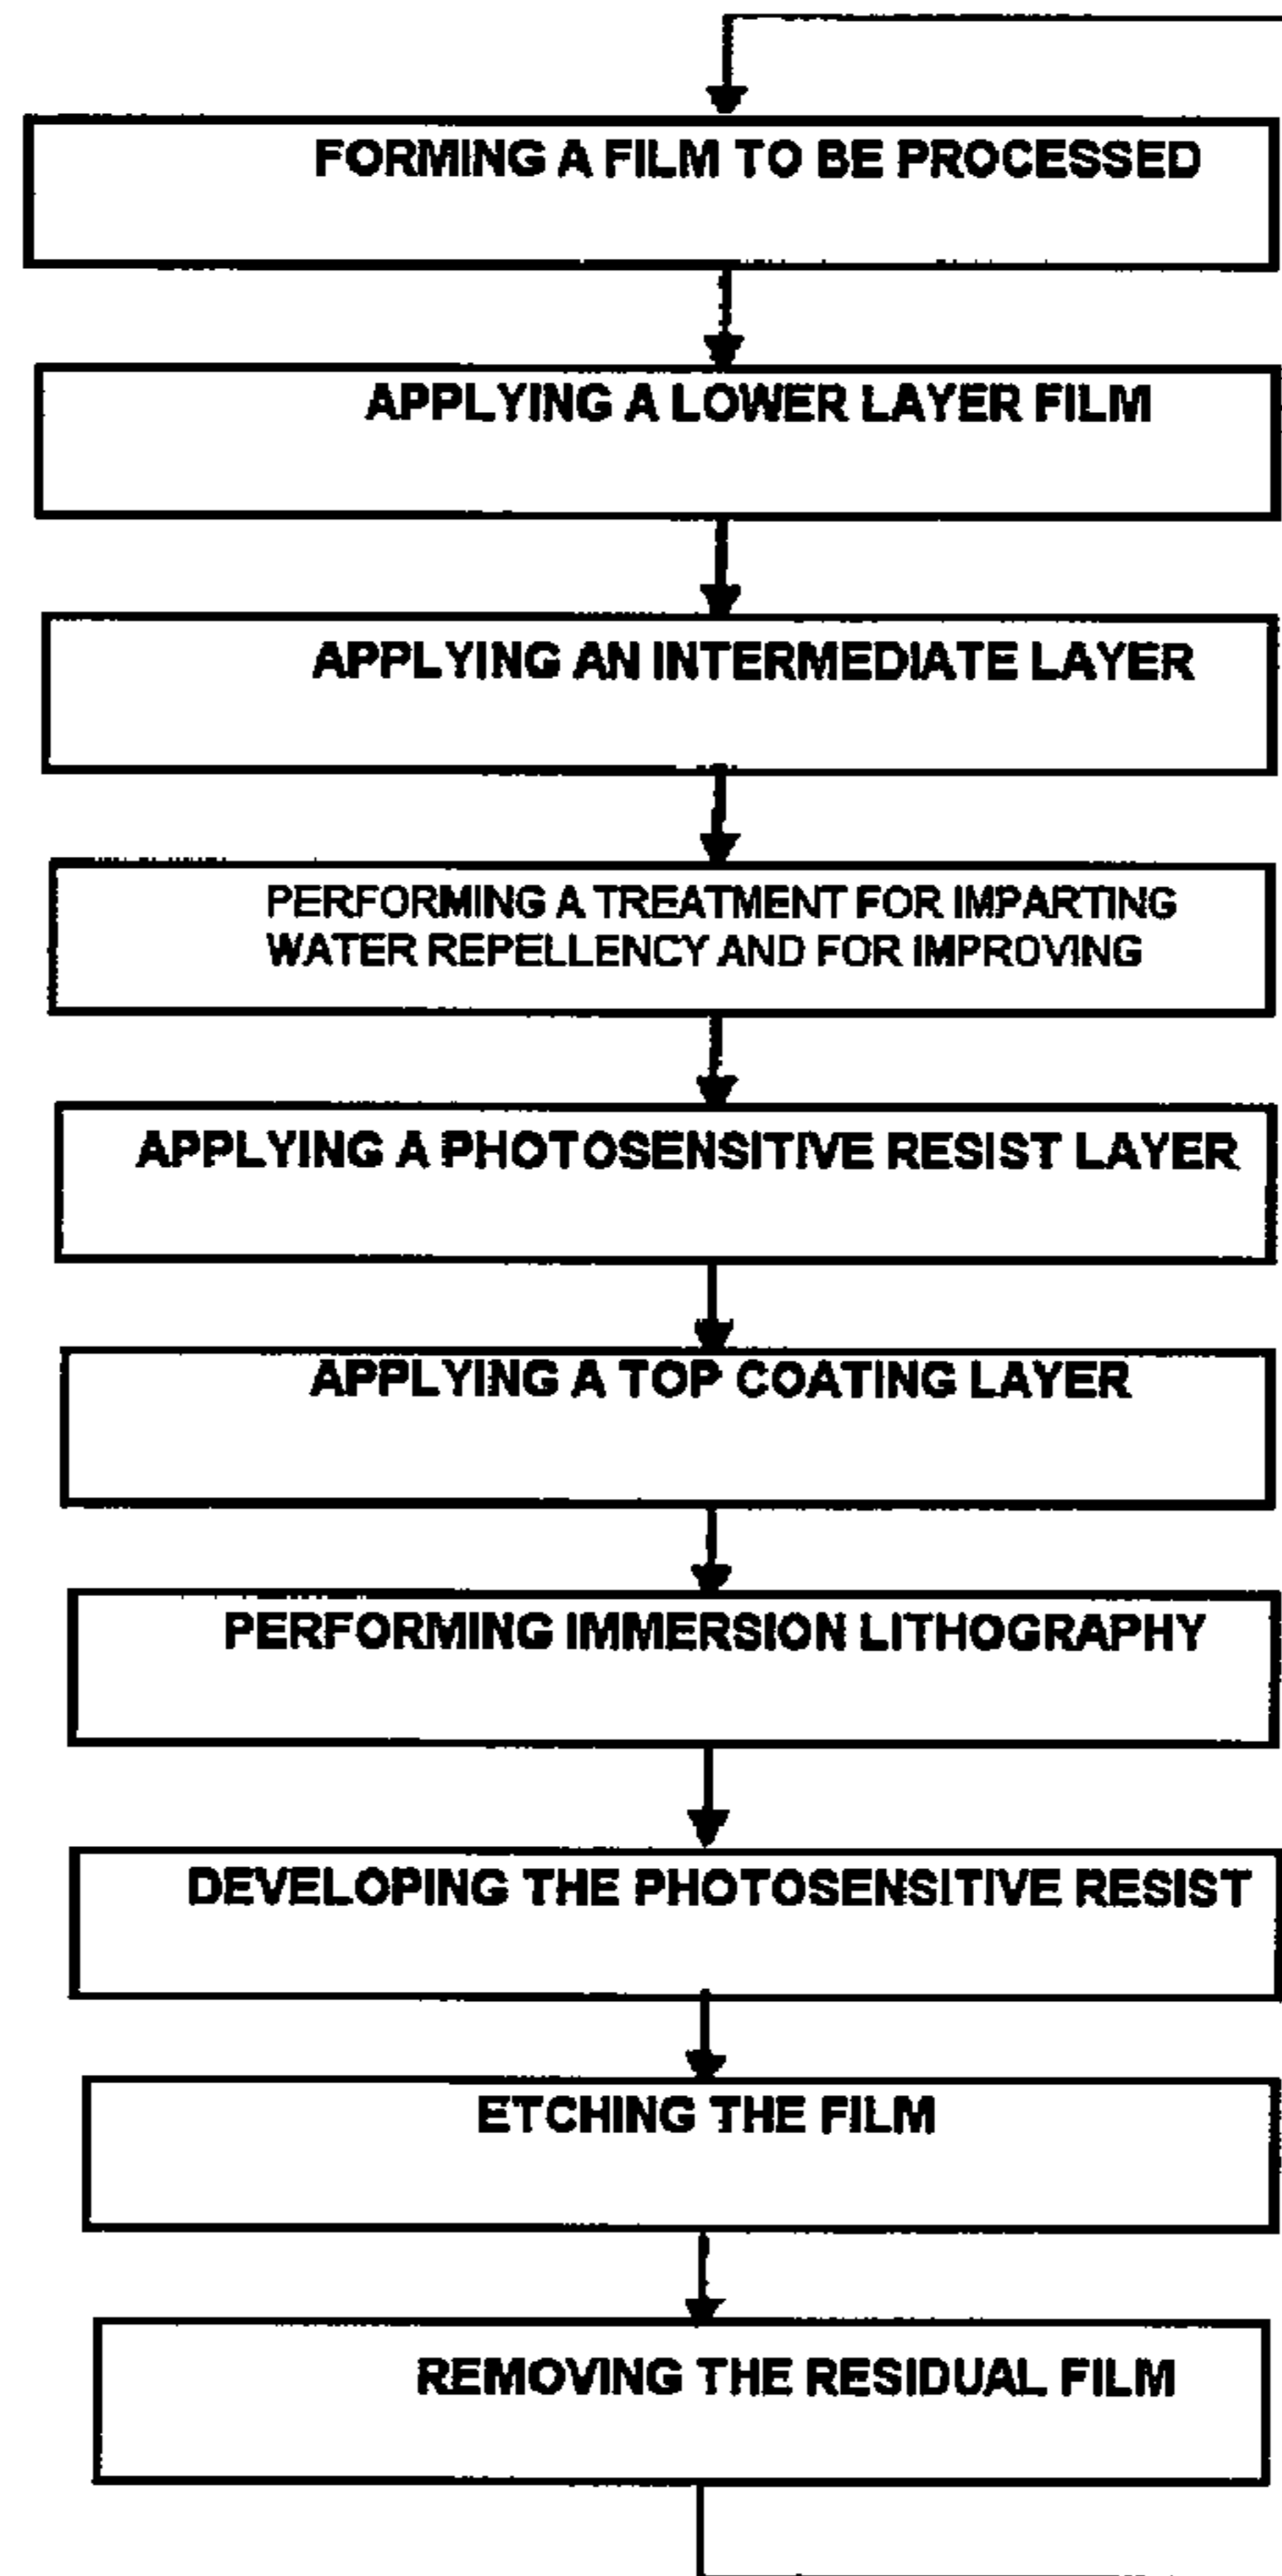 FORMING A FILM TO BE PROCESSED
APPLYING A LOWER LAYER FILM
APPLYING AN INTERMEDIATE LAYER
PERFORMING A TREATMENT FOR IMPARTING
WATER REPELLENCY AND FOR IMPROVING
APPLYING A PHOTOSENSITIVE RESIST LAYER
APPLYING A TOP COATING LAYER
PERFORMING IMMERSION LITHOGRAPHY
DEVELOPING THE PHOTOSENSITIVE RESIST
ETCHING THE FILM
REMOVING THE RESIDUAL FILM